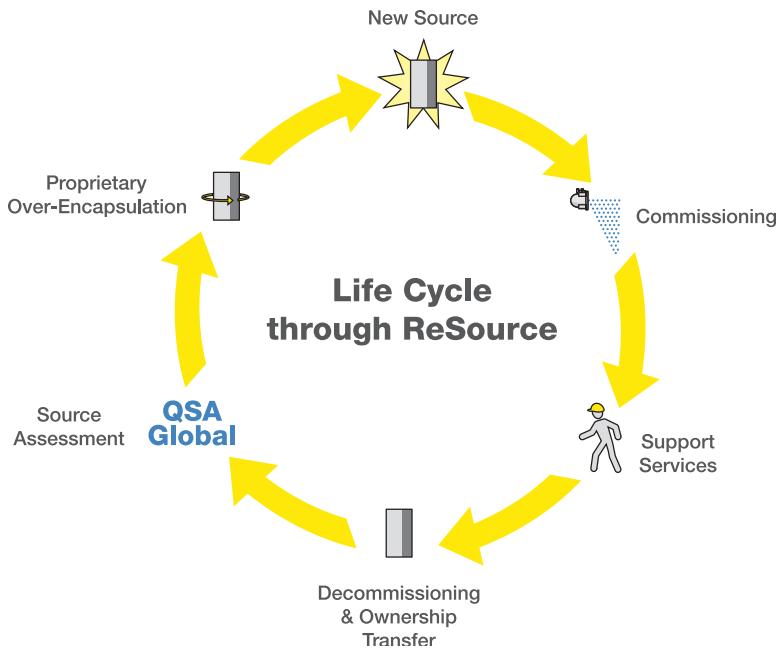 New Source
Commissioning
Support
Services
Decommissioning
& Ownership
Transfer
Source
Assessment
QSA
Global
Proprietary
Over-Encapsulation
Life Cycle
through ReSource